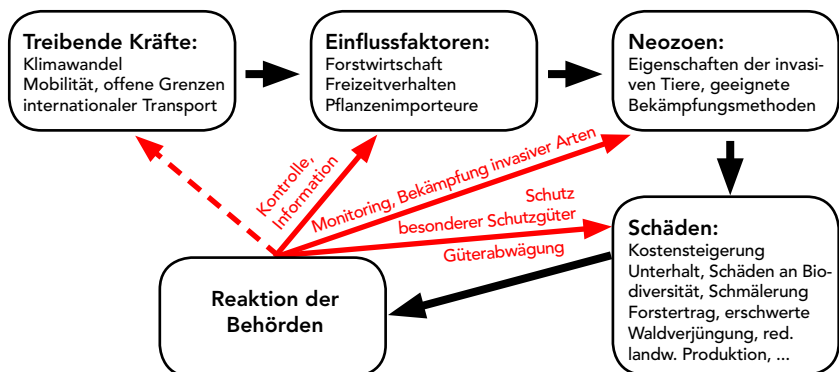 Treibende Kräfte:
Klimawandel
Mobilität, offene Grenzen
internationaler Transport
Einflussfaktoren:
Forstwirtschaft
Freizeitverhalten
Pflanzenimporteure
Neozoen:
Eigenschaften der invasi-
ven Tiere, geeignete
Bekämpfungsmethoden
Kontrolle,
Information
Monitoring, Bekämpfung invasiver Arten
Schutz
besonderer Schutzgüter
Güterabwägung
Schäden:
Kostensteigerung
Unterhalt, Schäden an Bio-
diversität, Schmälerung
Forstertrag, erschwerte
Waldverjüngung, red.
landw. Produktion, ...
Reaktion der
Behörden